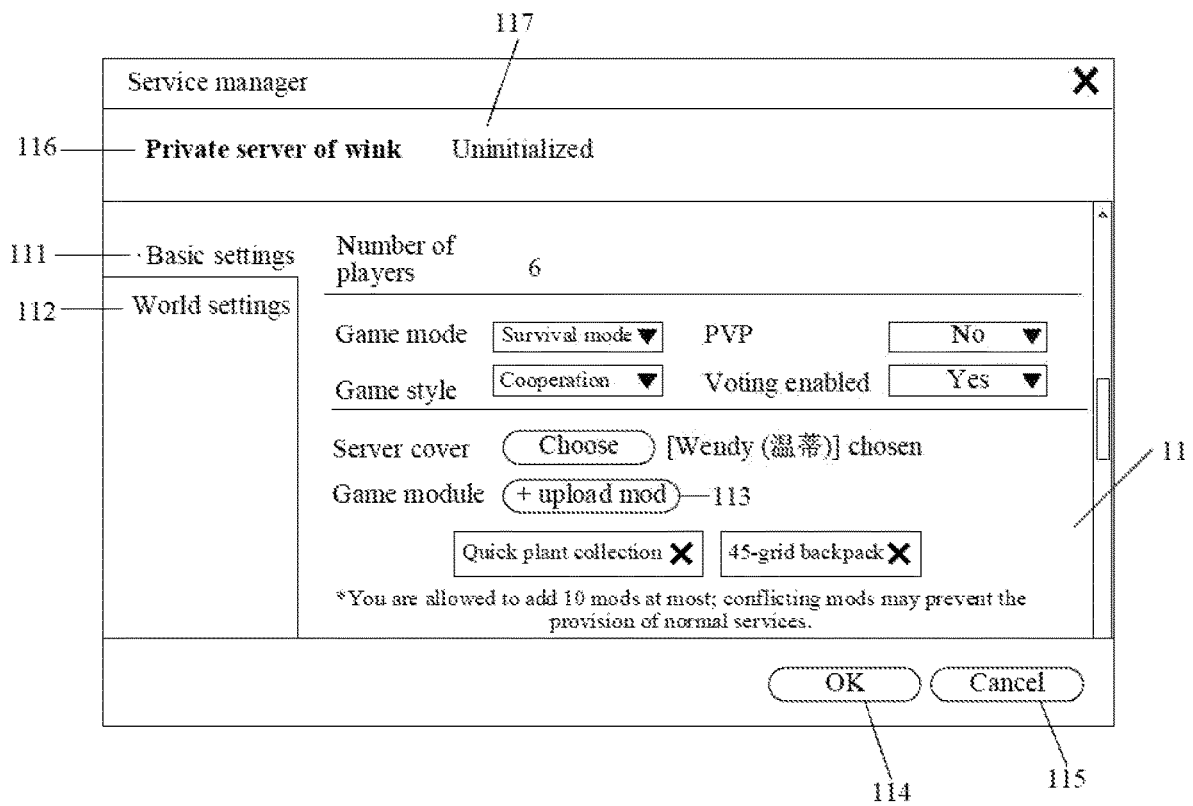 117
Service manager
116 Private server of wink Uninitialized
111 · Basic settings
Number of
players 6
112 World settings
Game mode Survival mode PVP No
Game style Cooperation Voting enabled Yes
Server cover Choose [Wendy (温蒂)] chosen
11
Game module + upload mod 113
Quick plant collection 45-grid backpack
*You are allowed to add 10 mods at most; conflicting mods may prevent the
provision of normal services.
OK Cancel
114 115